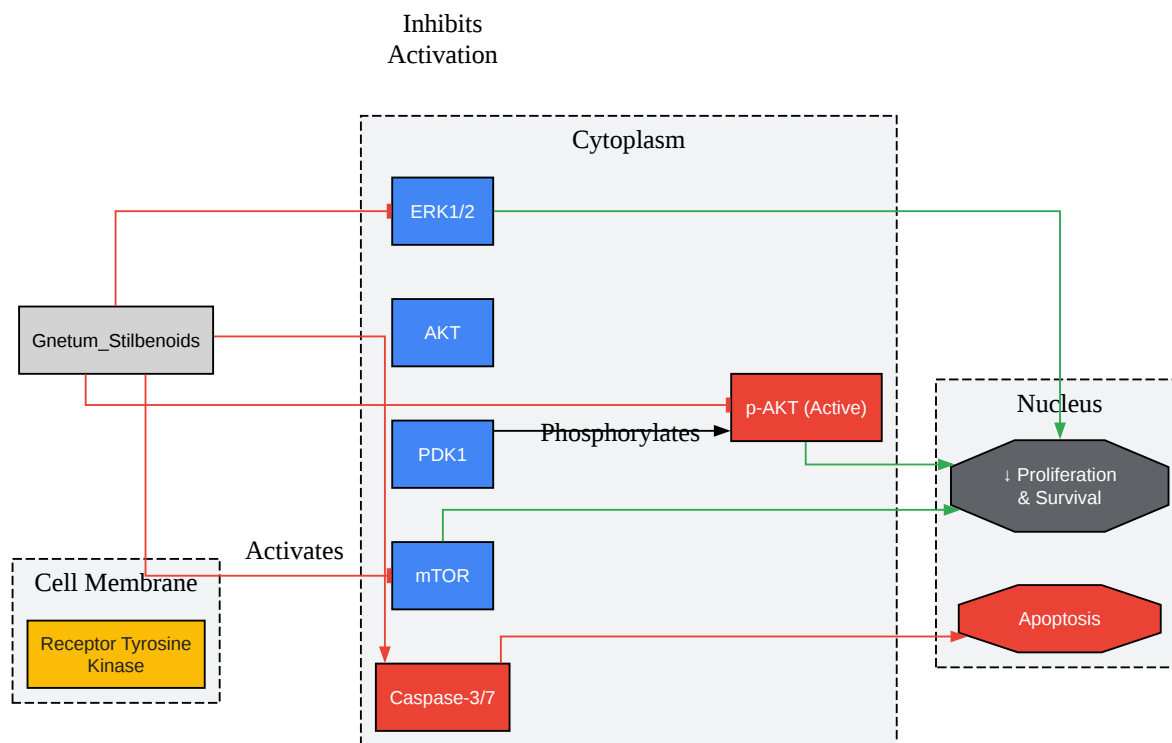 Inhibits
Activation
Cytoplasm
ERK1/2
Gnetum_Stilbenoids
AKT
p-AKT (Active)
Nucleus
Phosphorylates
PDK1
↓ Proliferation
& Survival
Activates
mTOR
Cell Membrane
Receptor Tyrosine
Kinase
Apoptosis
Caspase-3/7